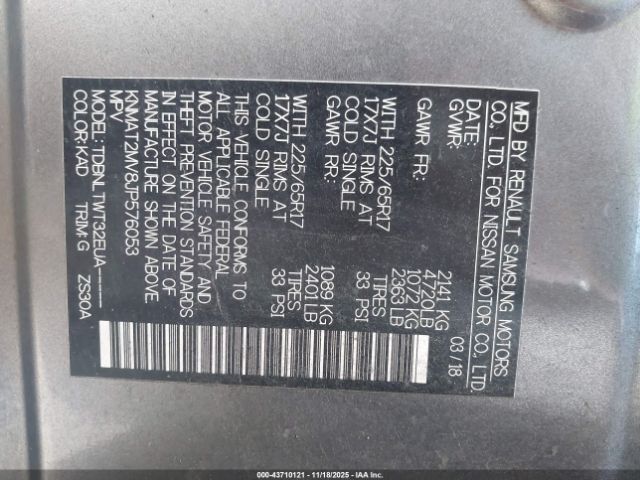 MFD BY RENAULT SAMSUNG MOTORS
CO., LTD. FOR NISSAN MOTOR CO., LTD.
DATE: 03/18
GVWR: 2141 KG
4720LB
GAWR FR: 1072 KG
2363 LB
WITH 225/65R17 TIRES
17X7J RIMS AT 33 PSI
COLD SINGLE
GAWR RR: 1089 KG
2401 LB
WITH 225/65R17 TIRES
17X7J RIMS AT 33 PSI
COLD SINGLE
THIS VEHICLE CONFORMS TO
ALL APPLICABLE FEDERAL
MOTOR VEHICLE SAFETY AND
THEFT PREVENTION STANDARDS
IN EFFECT ON THE DATE OF
MANUFACTURE SHOWN ABOVE.
KNMAT2MV8JP576053
MPV
MODEL: TDBNLTWT32EUA-----
COLOR: KAD TRIM:G ZS30A
000-43710121 - 11/18/2025 - IAA Inc.